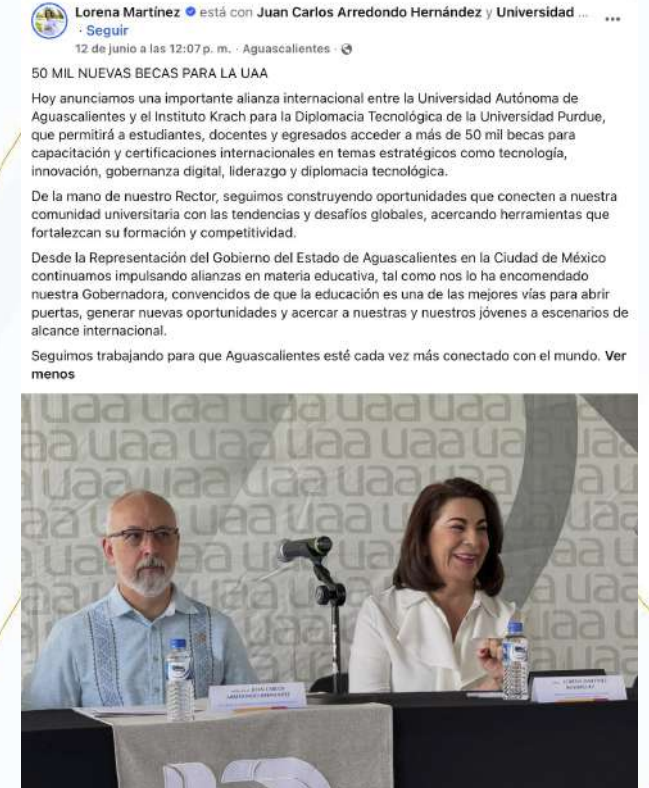 Lorena Martínez está con Juan Carlos Arredondo Hernández y Universidad ...
· Seguir
12 de junio a las 12:07 p. m. · Aguascalientes ·
50 MIL NUEVAS BECAS PARA LA UAA
Hoy anunciamos una importante alianza internacional entre la Universidad Autónoma de
Aguascalientes y el Instituto Krach para la Diplomacia Tecnológica de la Universidad Purdue,
que permitirá a estudiantes, docentes y egresados acceder a más de 50 mil becas para
capacitación y certificaciones internacionales en temas estratégicos como tecnología,
innovación, gobernanza digital, liderazgo y diplomacia tecnológica.
De la mano de nuestro Rector, seguimos construyendo oportunidades que conecten a nuestra
comunidad universitaria con las tendencias y desafíos globales, acercando herramientas que
fortalezcan su formación y competitividad.
Desde la Representación del Gobierno del Estado de Aguascalientes en la Ciudad de México
continuamos impulsando alianzas en materia educativa, tal como nos lo ha encomendado
nuestra Gobernadora, convencidos de que la educación es una de las mejores vías para abrir
puertas, generar nuevas oportunidades y acercar a nuestras y nuestros jóvenes a escenarios de
alcance internacional.
Seguimos trabajando para que Aguascalientes esté cada vez más conectado con el mundo. Ver
menos
uaa uaa uaa uaa uaa
JUAN CARLOS
ARREDONDO HERNÁNDEZ
LORENA MARTÍNEZ